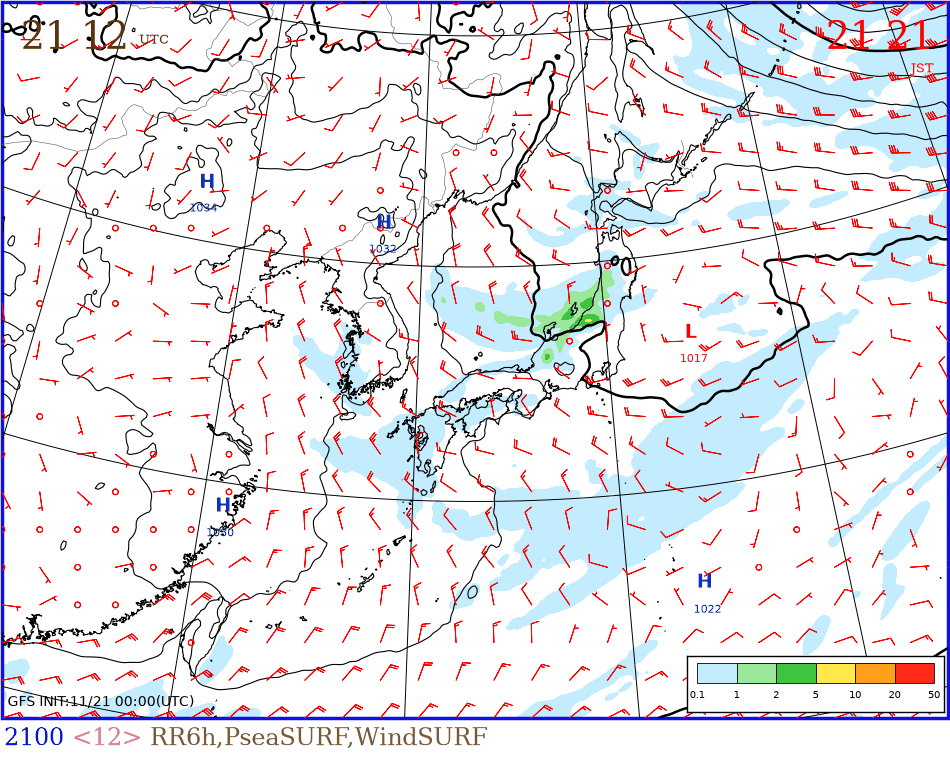 21 12 UTC 21 21
JST
H
1034
H
1032
L
1017
H
1030
H
1022
0.1 1 2 5 10 20 50
GFS INIT:11/21 00:00(UTC)
2100 <12> RR6h,PseaSURF,WindSURF